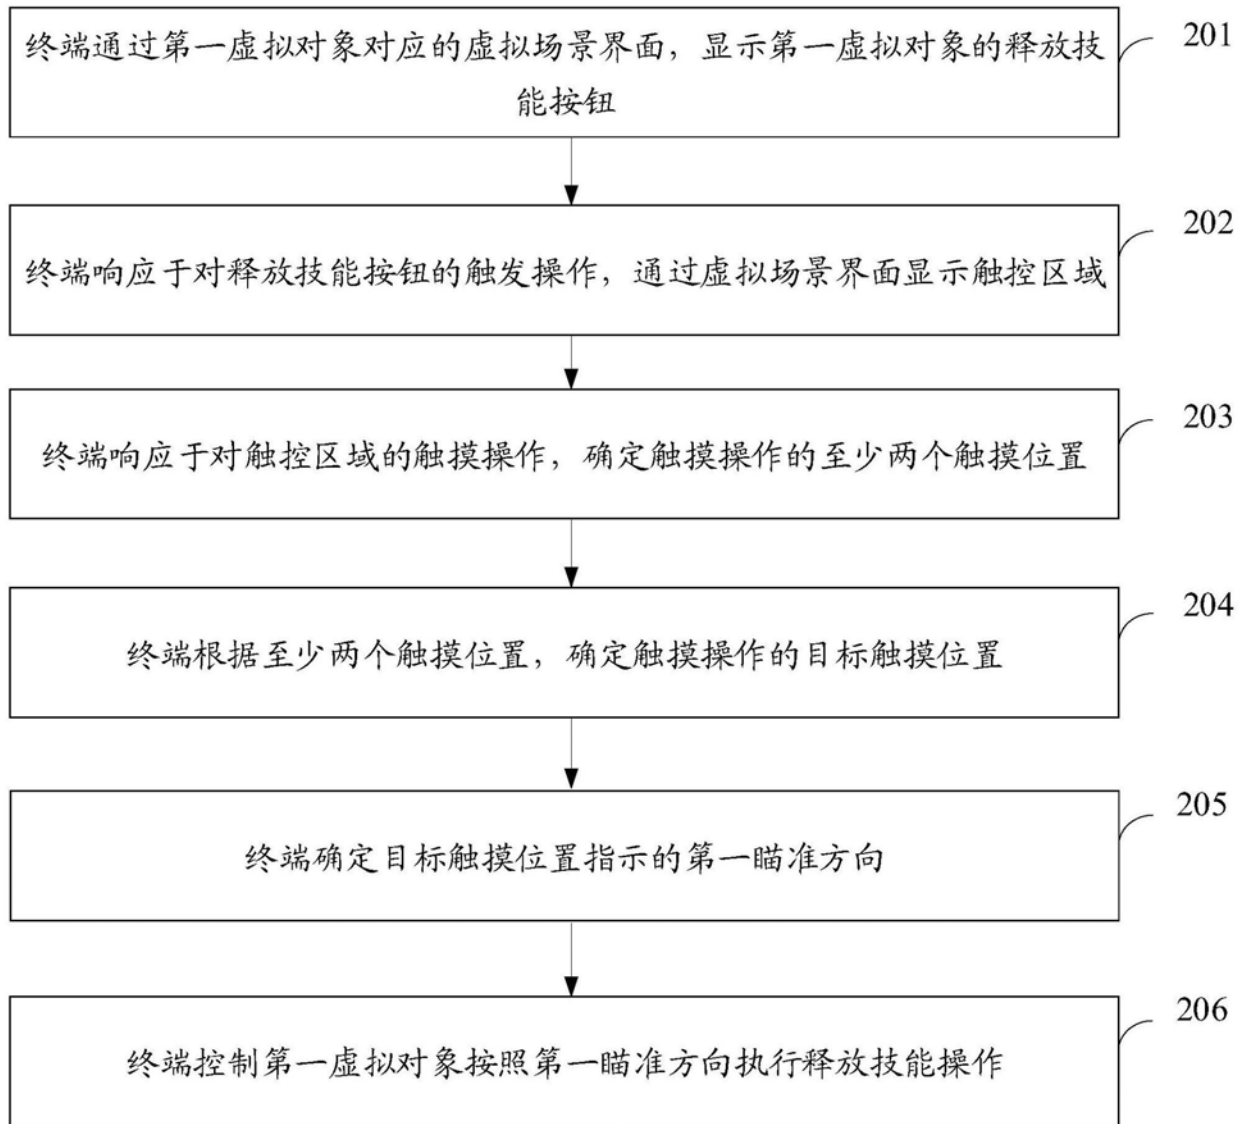 终端通过第一虚拟对象对应的虚拟场景界面，显示第一虚拟对象的释放技
能按钮
201
终端响应于对释放技能按钮的触发操作，通过虚拟场景界面显示触控区域
202
终端响应于对触控区域的触摸操作，确定触摸操作的至少两个触摸位置
203
终端根据至少两个触摸位置，确定触摸操作的目标触摸位置
204
终端确定目标触摸位置指示的第一瞄准方向
205
终端控制第一虚拟对象按照第一瞄准方向执行释放技能操作
206